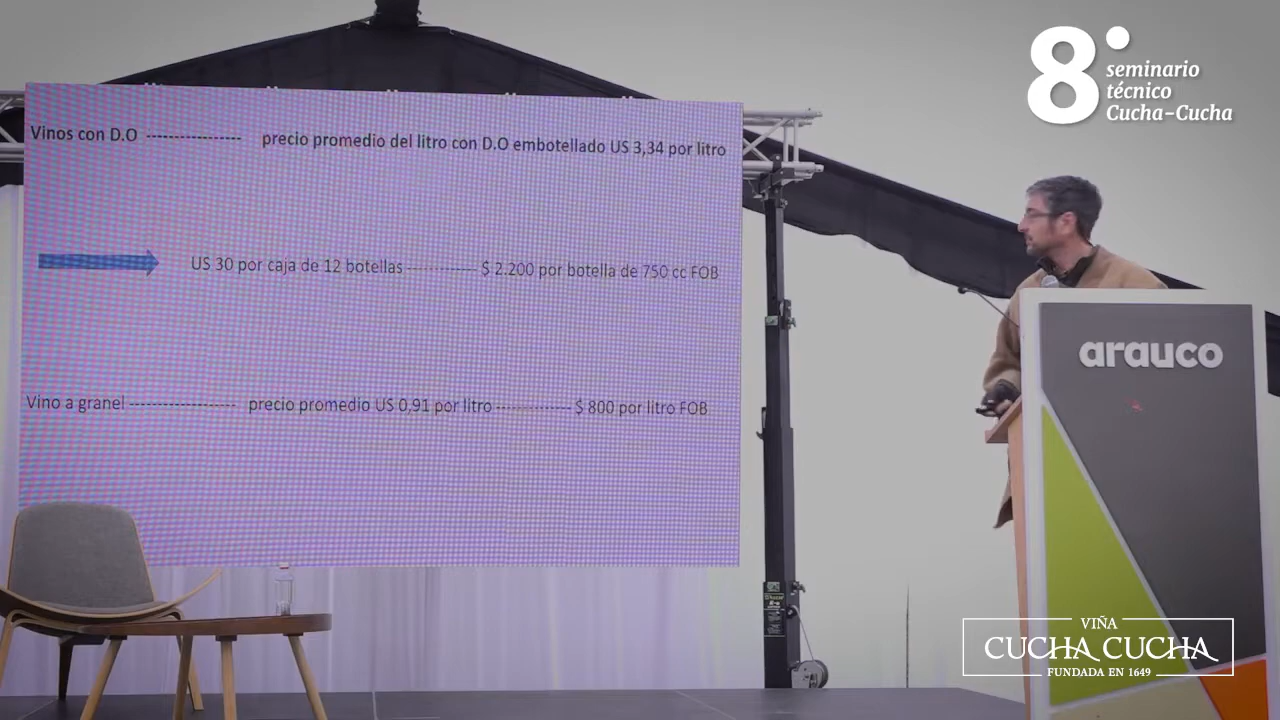 8° seminario
técnico
Cucha-Cucha
Vinos con D.O ----------------- precio promedio del litro con D.O embotellado US 3,34 por litro
US 30 por caja de 12 botellas ------------ $ 2.200 por botella de 750 cc FOB
Vino a granel ------------------- precio promedio US 0,91 por litro ------------- $ 800 por litro FOB
arauco
VIÑA
CUCHA CUCHA
FUNDADA EN 1649